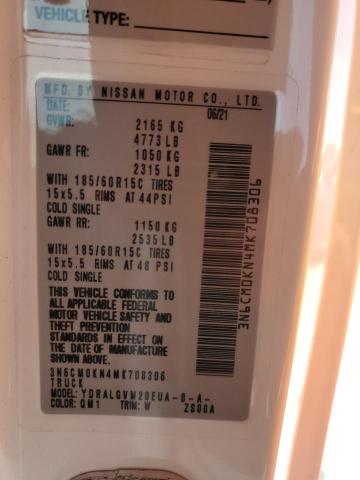 VEHICLE TYPE:
MFD. BY NISSAN MOTOR CO., LTD.
DATE: 06/21
GVWR: 2165 KG
4773 LB
GAWR FR: 1050 KG
2315 LB
WITH 185/60R15C TIRES
15x5.5 RIMS AT 44PSI
COLD SINGLE
GAWR RR: 1150 KG
2535 LB
WITH 185/60R15C TIRES
15x5.5 RIMS AT 48 PSI
COLD SINGLE
THIS VEHICLE CONFORMS
TO ALL APPLICABLE FEDERAL
MOTOR VEHICLE SAFETY AND
THEFT PREVENTION STANDARDS
IN EFFECT ON THE DATE OF
MANUFACTURE SHOWN ABOVE.
3N6CM0KN4MK708306
TRUCK
MODEL: YDRALGVM20EUA-B-A-
COLOR: QM1 TRIM: W ZS00A
3N6CM0KN4MK708306